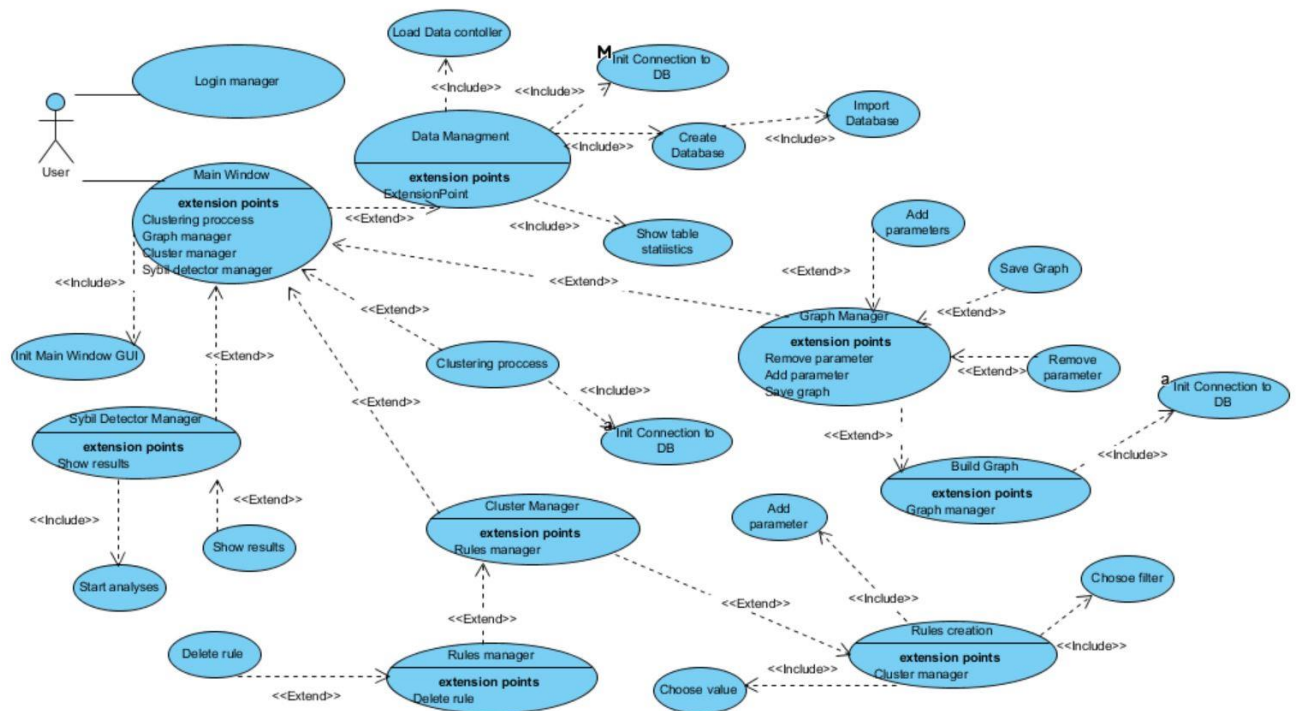 Load Data contoller
M
Init Connection to
DB
Login manager
<<Include>>
<<Include>>
Import
Database
Data Managment
<<Include>>
Create
Database
<<Include>>
User
extension points
ExtensionPoint
Main Window
extension points
Clustering proccess
Graph manager
Cluster manager
Sybil detector manager
<<Extend>>
<<Include>>
Show table
statiistics
Add
parameters
<<Extend>>
Save Graph
<<Include>>
<<Extend>>
<<Extend>>
Graph Manager
extension points
Remove parameter
Add parameter
Save graph
<<Extend>>
Init Main Window GUI
<<Extend>>
Clustering proccess
Remove
parameter
<<Extend>>
<<Include>>
a
Init Connection to
DB
Sybil Detector Manager
extension points
Show results
<<Extend>>
a
Init Connection to
DB
<<Extend>>
<<Include>>
Build Graph
extension points
Graph manager
<<Include>>
<<Extend>>
Show results
Start analyses
Cluster Manager
extension points
Rules manager
Add
parameter
Chosoe filter
<<Extend>>
<<Extend>>
<<Include>>
Rules creation
extension points
Cluster manager
<<Include>>
<<Include>>
Choose value
Delete rule
<<Extend>>
Rules manager
extension points
Delete rule